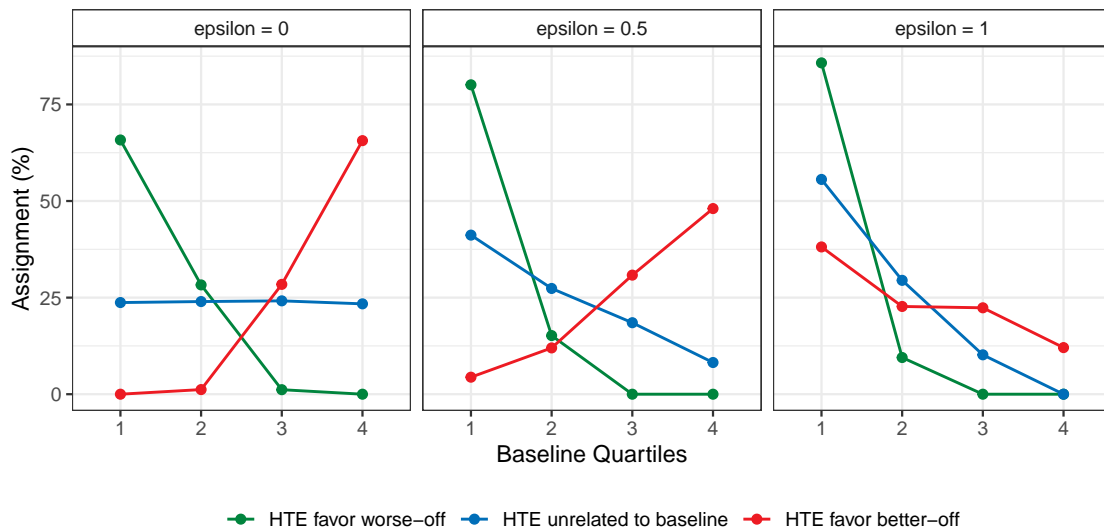 epsilon = 0 epsilon = 0.5 epsilon = 1
Assignment (%)
75
50
25
0
1 2 3 4 1 2 3 4 1 2 3 4
Baseline Quartiles
HTE favor worse−off HTE unrelated to baseline HTE favor better−off